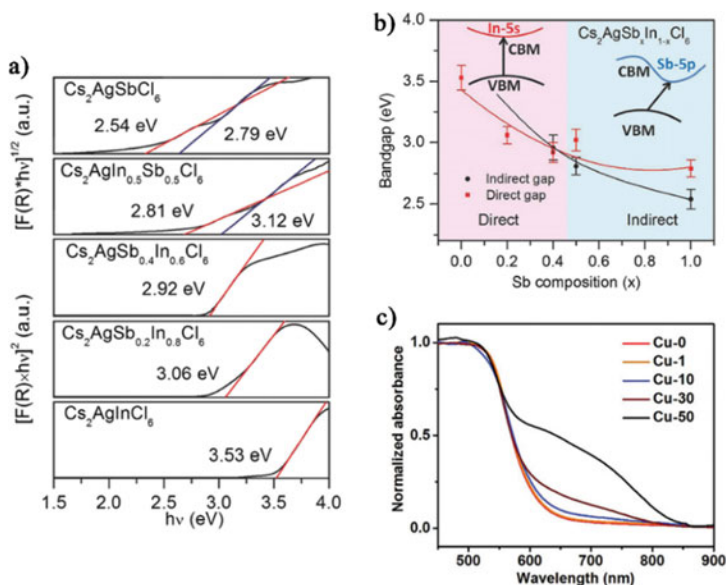 a)
Cs₂AgSbCl₆
2.54 eV
2.79 eV
Cs₂AgIn₀.₅Sb₀.₅Cl₆
2.81 eV
3.12 eV
Cs₂AgSb₀.₄In₀.₆Cl₆
2.92 eV
Cs₂AgSb₀.₂In₀.₈Cl₆
3.06 eV
Cs₂AgInCl₆
3.53 eV
[F(R)*hν]^1/2 (a.u.)
[F(R)×hν]² (a.u.)
1.5 2.0 2.5 3.0 3.5 4.0
hν (eV)
b)
In-5s
CBM
VBM
Cs₂AgSbₓIn₁₋ₓCl₆
CBM
Sb-5p
VBM
Indirect gap
Direct gap
Direct
Indirect
Bandgap (eV)
4.0
3.5
3.0
2.5
0.0 0.2 0.4 0.6 0.8 1.0
Sb composition (x)
c)
Cu-0
Cu-1
Cu-10
Cu-30
Cu-50
Normalized absorbance
1.0
0.5
0.0
500 600 700 800 900
Wavelength (nm)